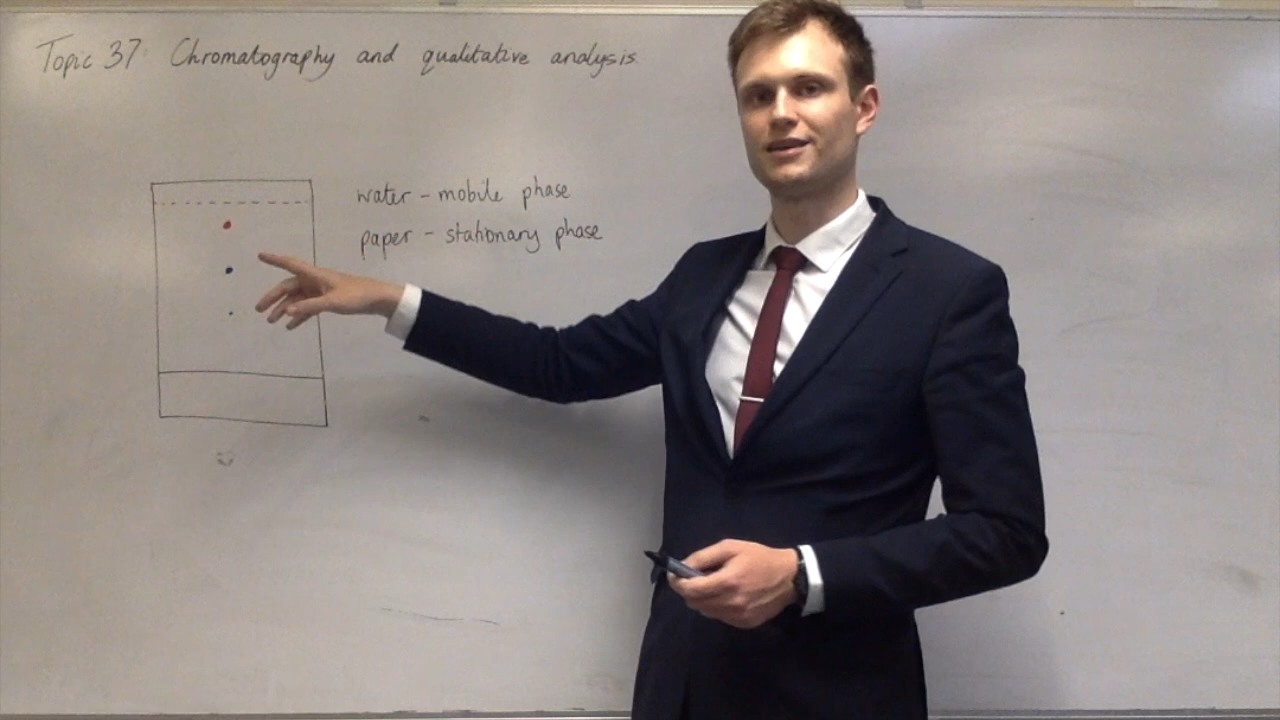 Topic 37: Chromatography and qualitative analysis.
water - mobile phase
paper - stationary phase